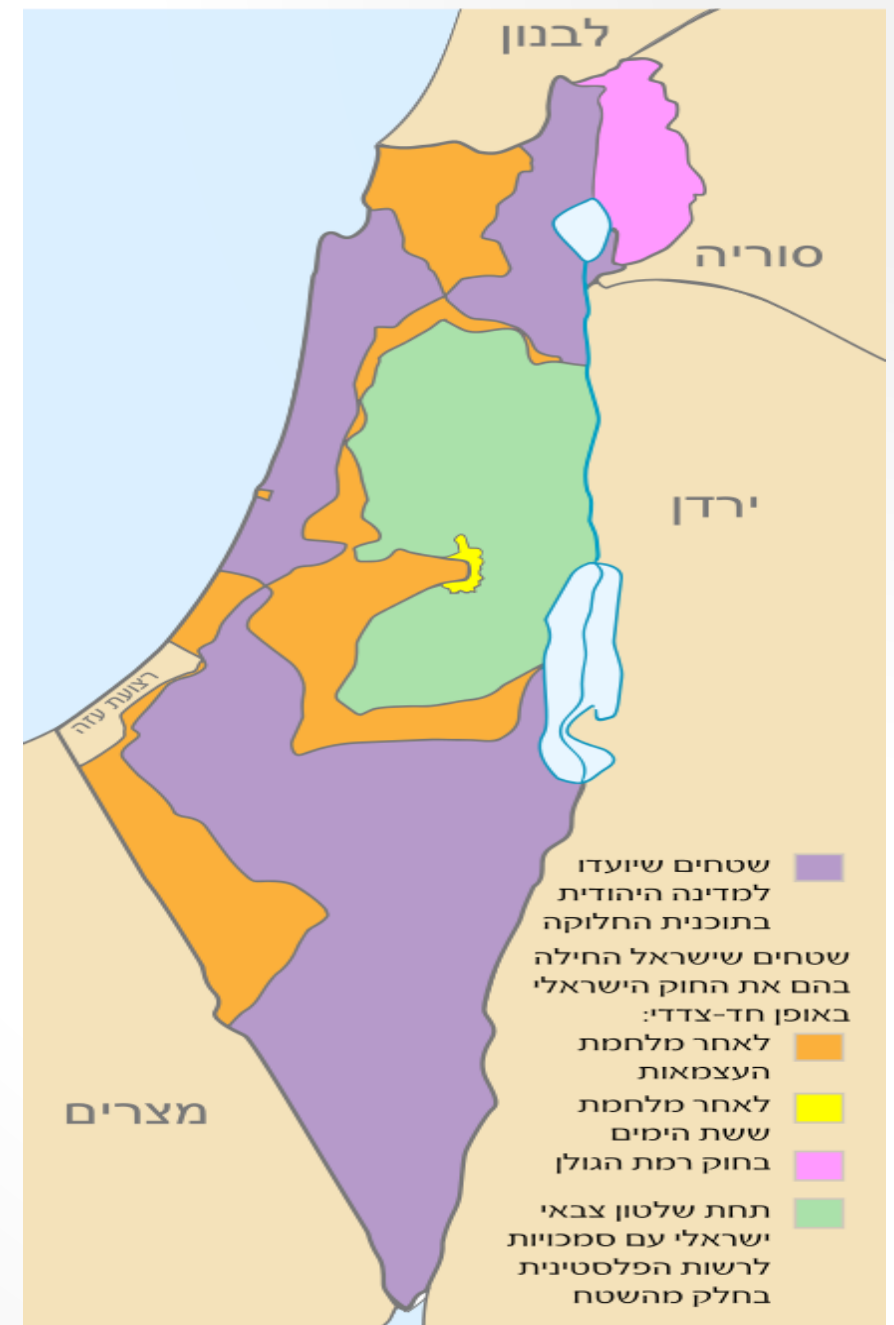 לבנון
סוריה
ירדן
רצועת עזה
מצרים
שטחים שיועדו
למדינה היהודית
בתוכנית החלוקה
שטחים שישראל החילה
בהם את החוק הישראלי
באופן חד-צדדי:
לאחר מלחמת
העצמאות
לאחר מלחמת
ששת הימים
בחוק רמת הגולן
תחת שלטון צבאי
ישראלי עם סמכויות
לרשות הפלסטינית
בחלק מהשטח